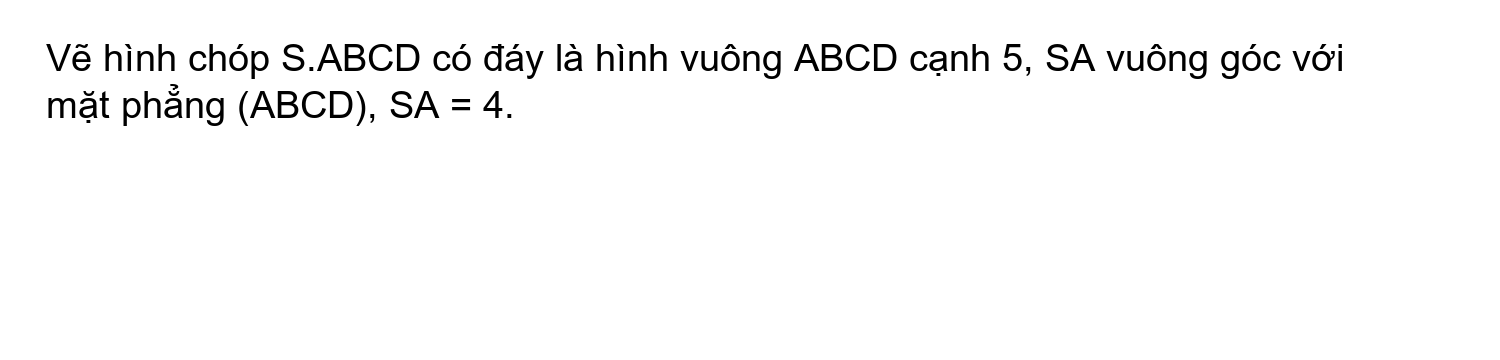 Vẽ hình chóp S.ABCD có đáy là hình vuông ABCD cạnh 5, SA vuông góc với
mặt phẳng (ABCD), SA = 4.